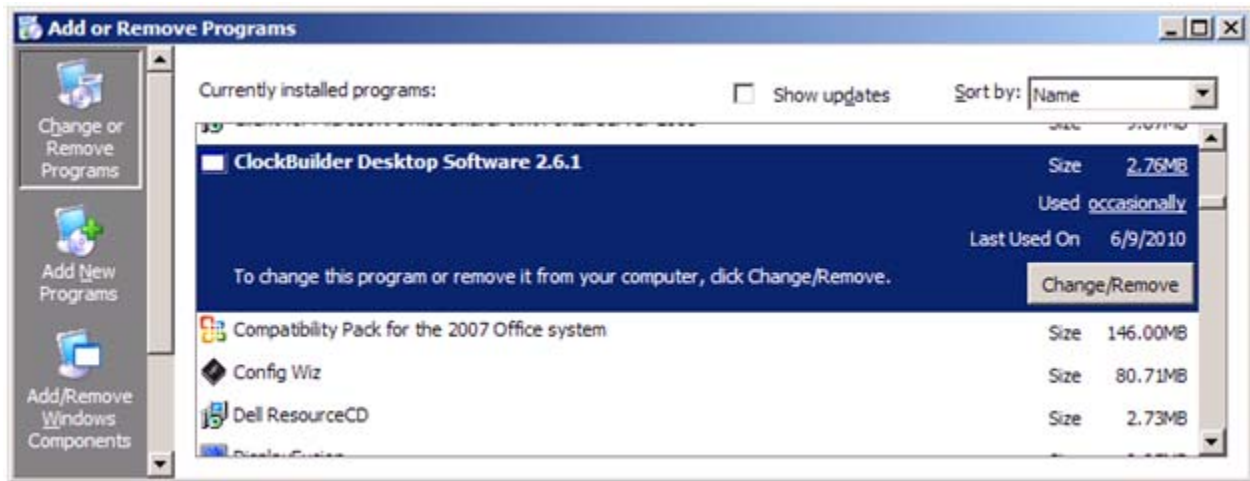 Add or Remove Programs
Change or
Remove
Programs
Add New
Programs
Add/Remove
Windows
Components
Currently installed programs:
Show updates
Sort by: Name
ClockBuilder Desktop Software 2.6.1 Size 2.76MB
Used occasionally
Last Used On 6/9/2010
To change this program or remove it from your computer, click Change/Remove.
Change/Remove
Compatibility Pack for the 2007 Office system Size 146.00MB
Config Wiz Size 80.71MB
Dell ResourceCD Size 2.73MB